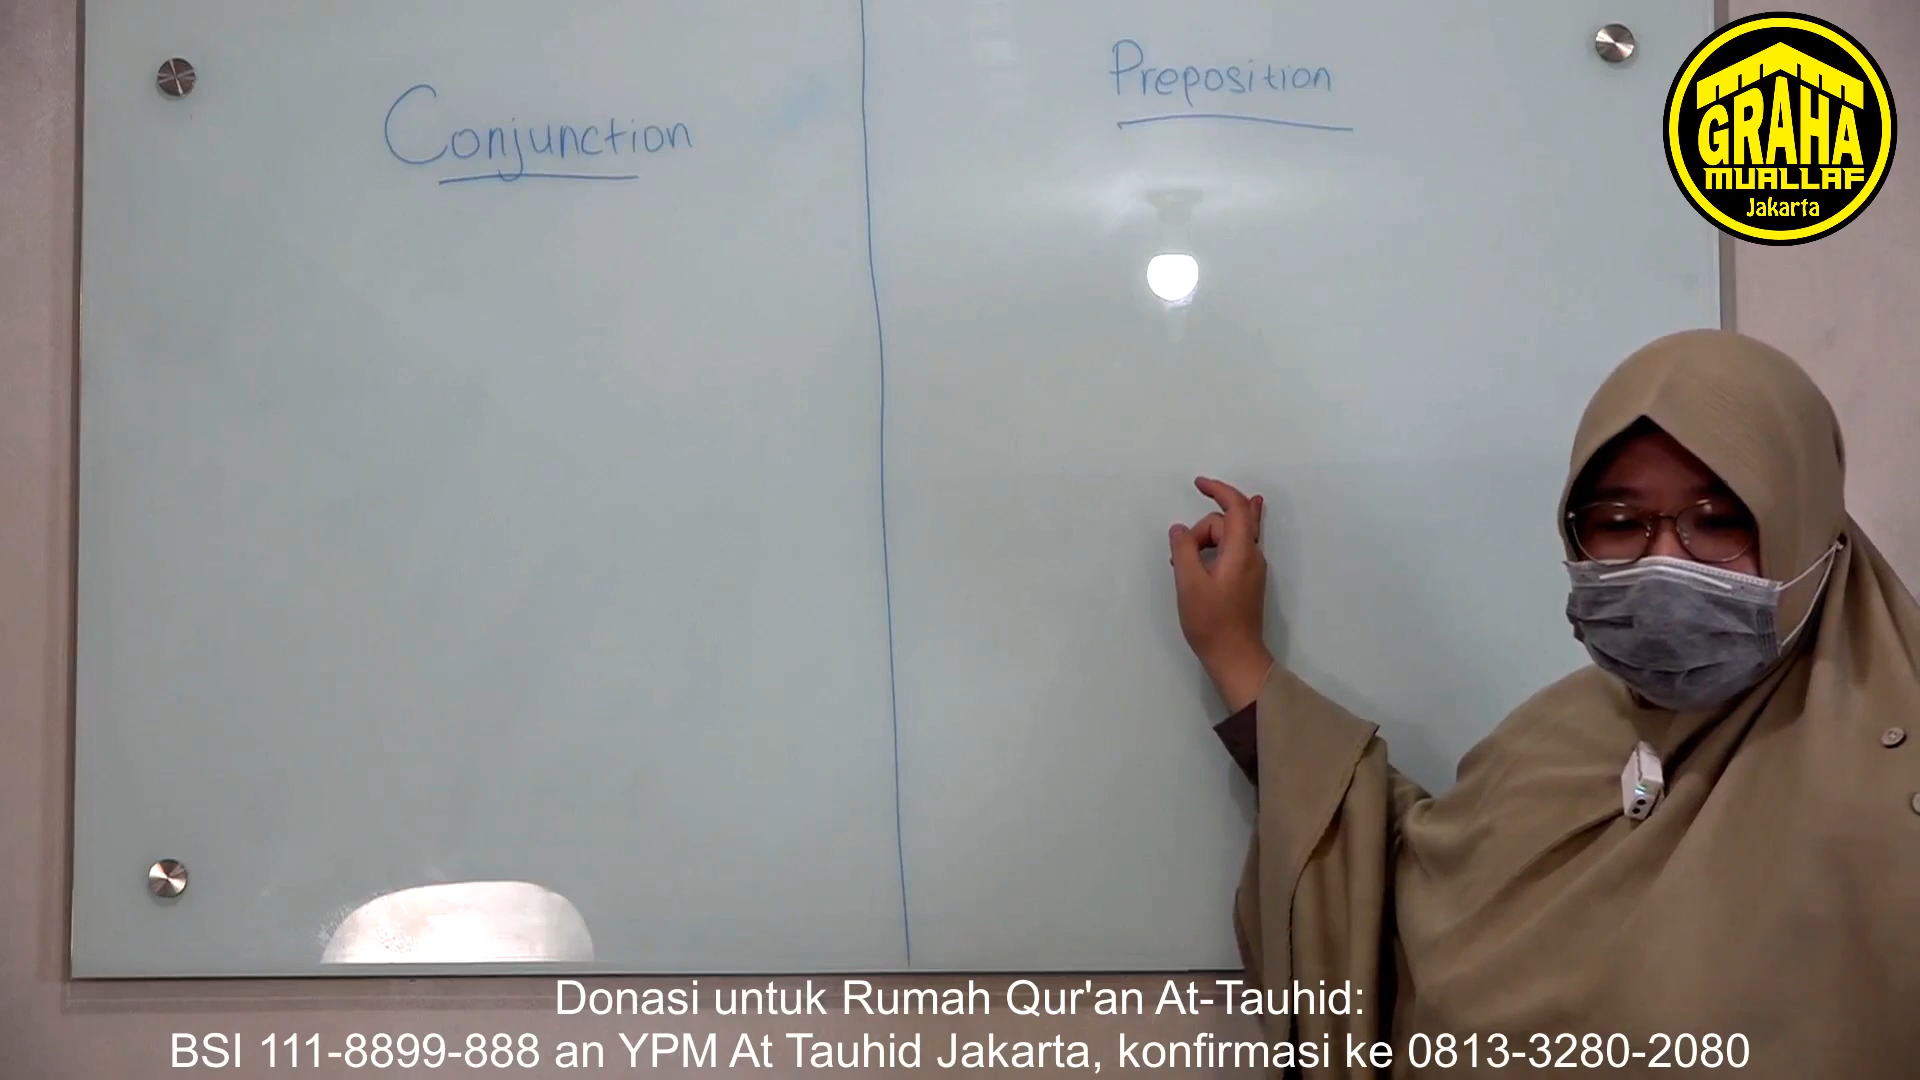 Conjunction
Preposition
GRAHA
MUALLAF
Jakarta
Donasi untuk Rumah Qur'an At-Tauhid:
BSI 111-8899-888 an YPM At Tauhid Jakarta, konfirmasi ke 0813-3280-2080